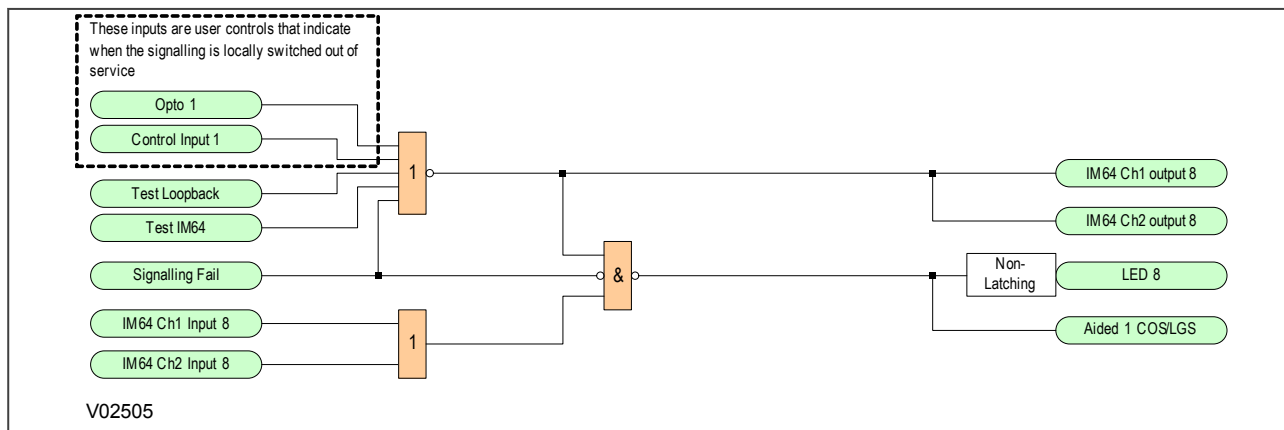 These inputs are user controls that indicate
when the signalling is locally switched out of
service
Opto 1
Control Input 1
Test Loopback
Test IM64
Signalling Fail
IM64 Ch1 Input 8
IM64 Ch2 Input 8
1
1
&
IM64 Ch1 output 8
IM64 Ch2 output 8
Non-
Latching
LED 8
Aided 1 COS/LGS
V02505